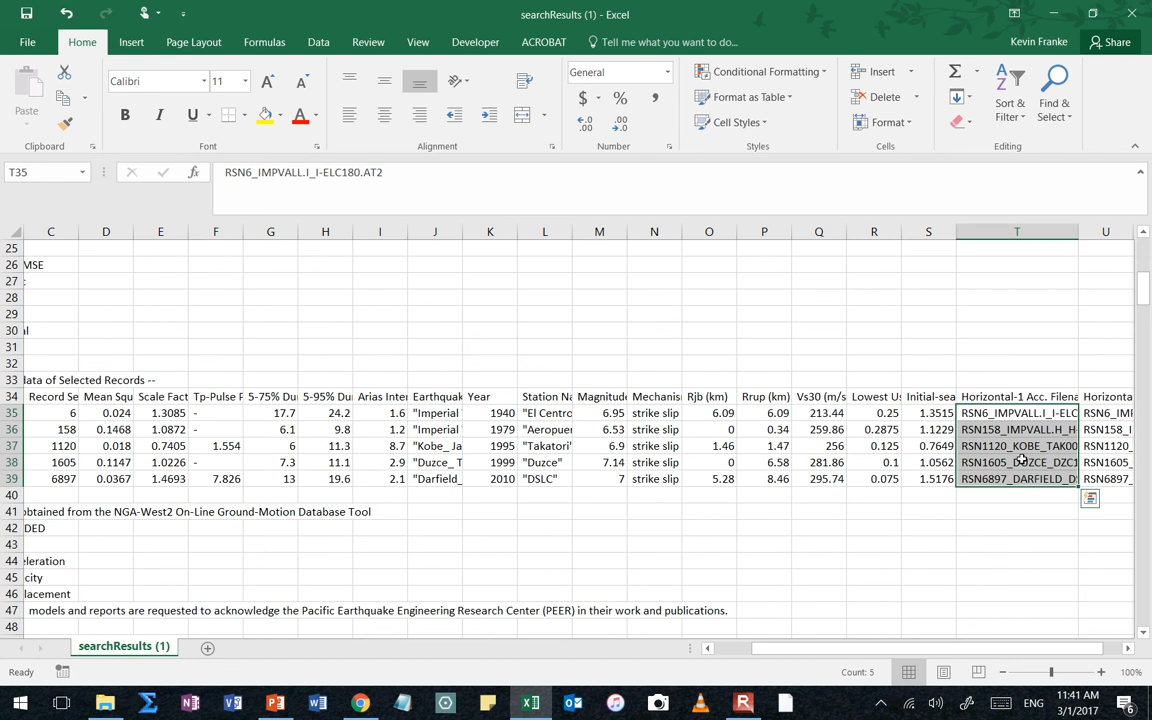 searchResults (1) - Excel
File Home Insert Page Layout Formulas Data Review View Developer ACROBAT Tell me what you want to do... Kevin Franke Share
Paste Calibri 11 General Conditional Formatting Insert Sort & Find &
B I U A $ % , Format as Table Delete Filter Select
Cell Styles Format
Clipboard Font Alignment Number Styles Cells Editing
T35 fx RSN6_IMPVALL.I_I-ELC180.AT2
C D E F G H I J K L M N O P Q R S T U
25
26 MSE
27
28
29
30
31
32
33 data of Selected Records --
34 Record Se Mean Squ Scale Fact Tp-Pulse P 5-75% Du 5-95% Du Arias Inte Earthquak Year Station Na Magnitude Mechanis Rjb (km) Rrup (km) Vs30 (m/s Lowest Us Initial-sea Horizontal-1 Acc. Filena Horizonta
35 6 0.024 1.3085 - 17.7 24.2 1.6 "Imperial 1940 "El Centro 6.95 strike slip 6.09 6.09 213.44 0.25 1.3515 RSN6_IMPVALL.I_I-ELC RSN6_IMP
36 158 0.1468 1.0872 - 6.1 9.8 1.2 "Imperial 1979 "Aeropuer 6.53 strike slip 0 0.34 259.86 0.2875 1.1229 RSN158_IMPVALL.H_H RSN158_I
37 1120 0.018 0.7405 1.554 6 11.3 8.7 "Kobe_ Ja 1995 "Takatori" 6.9 strike slip 1.46 1.47 256 0.125 0.7649 RSN1120_KOBE_TAK00 RSN1120_
38 1605 0.1147 1.0226 - 7.3 11.1 2.9 "Duzce_ T 1999 "Duzce" 7.14 strike slip 0 6.58 281.86 0.1 1.0562 RSN1605_DUZCE_DZC1 RSN1605_
39 6897 0.0367 1.4693 7.826 13 19.6 2.1 "Darfield_ 2010 "DSLC" 7 strike slip 5.28 8.46 295.74 0.075 1.5176 RSN6897_DARFIELD_D RSN6897_
40
41 obtained from the NGA-West2 On-Line Ground-Motion Database Tool
42 DED
43
44 leration
45 city
46 lacement
47 models and reports are requested to acknowledge the Pacific Earthquake Engineering Research Center (PEER) in their work and publications.
48
searchResults (1)
Ready Count: 5 100%
ENG 11:41 AM
3/1/2017 6